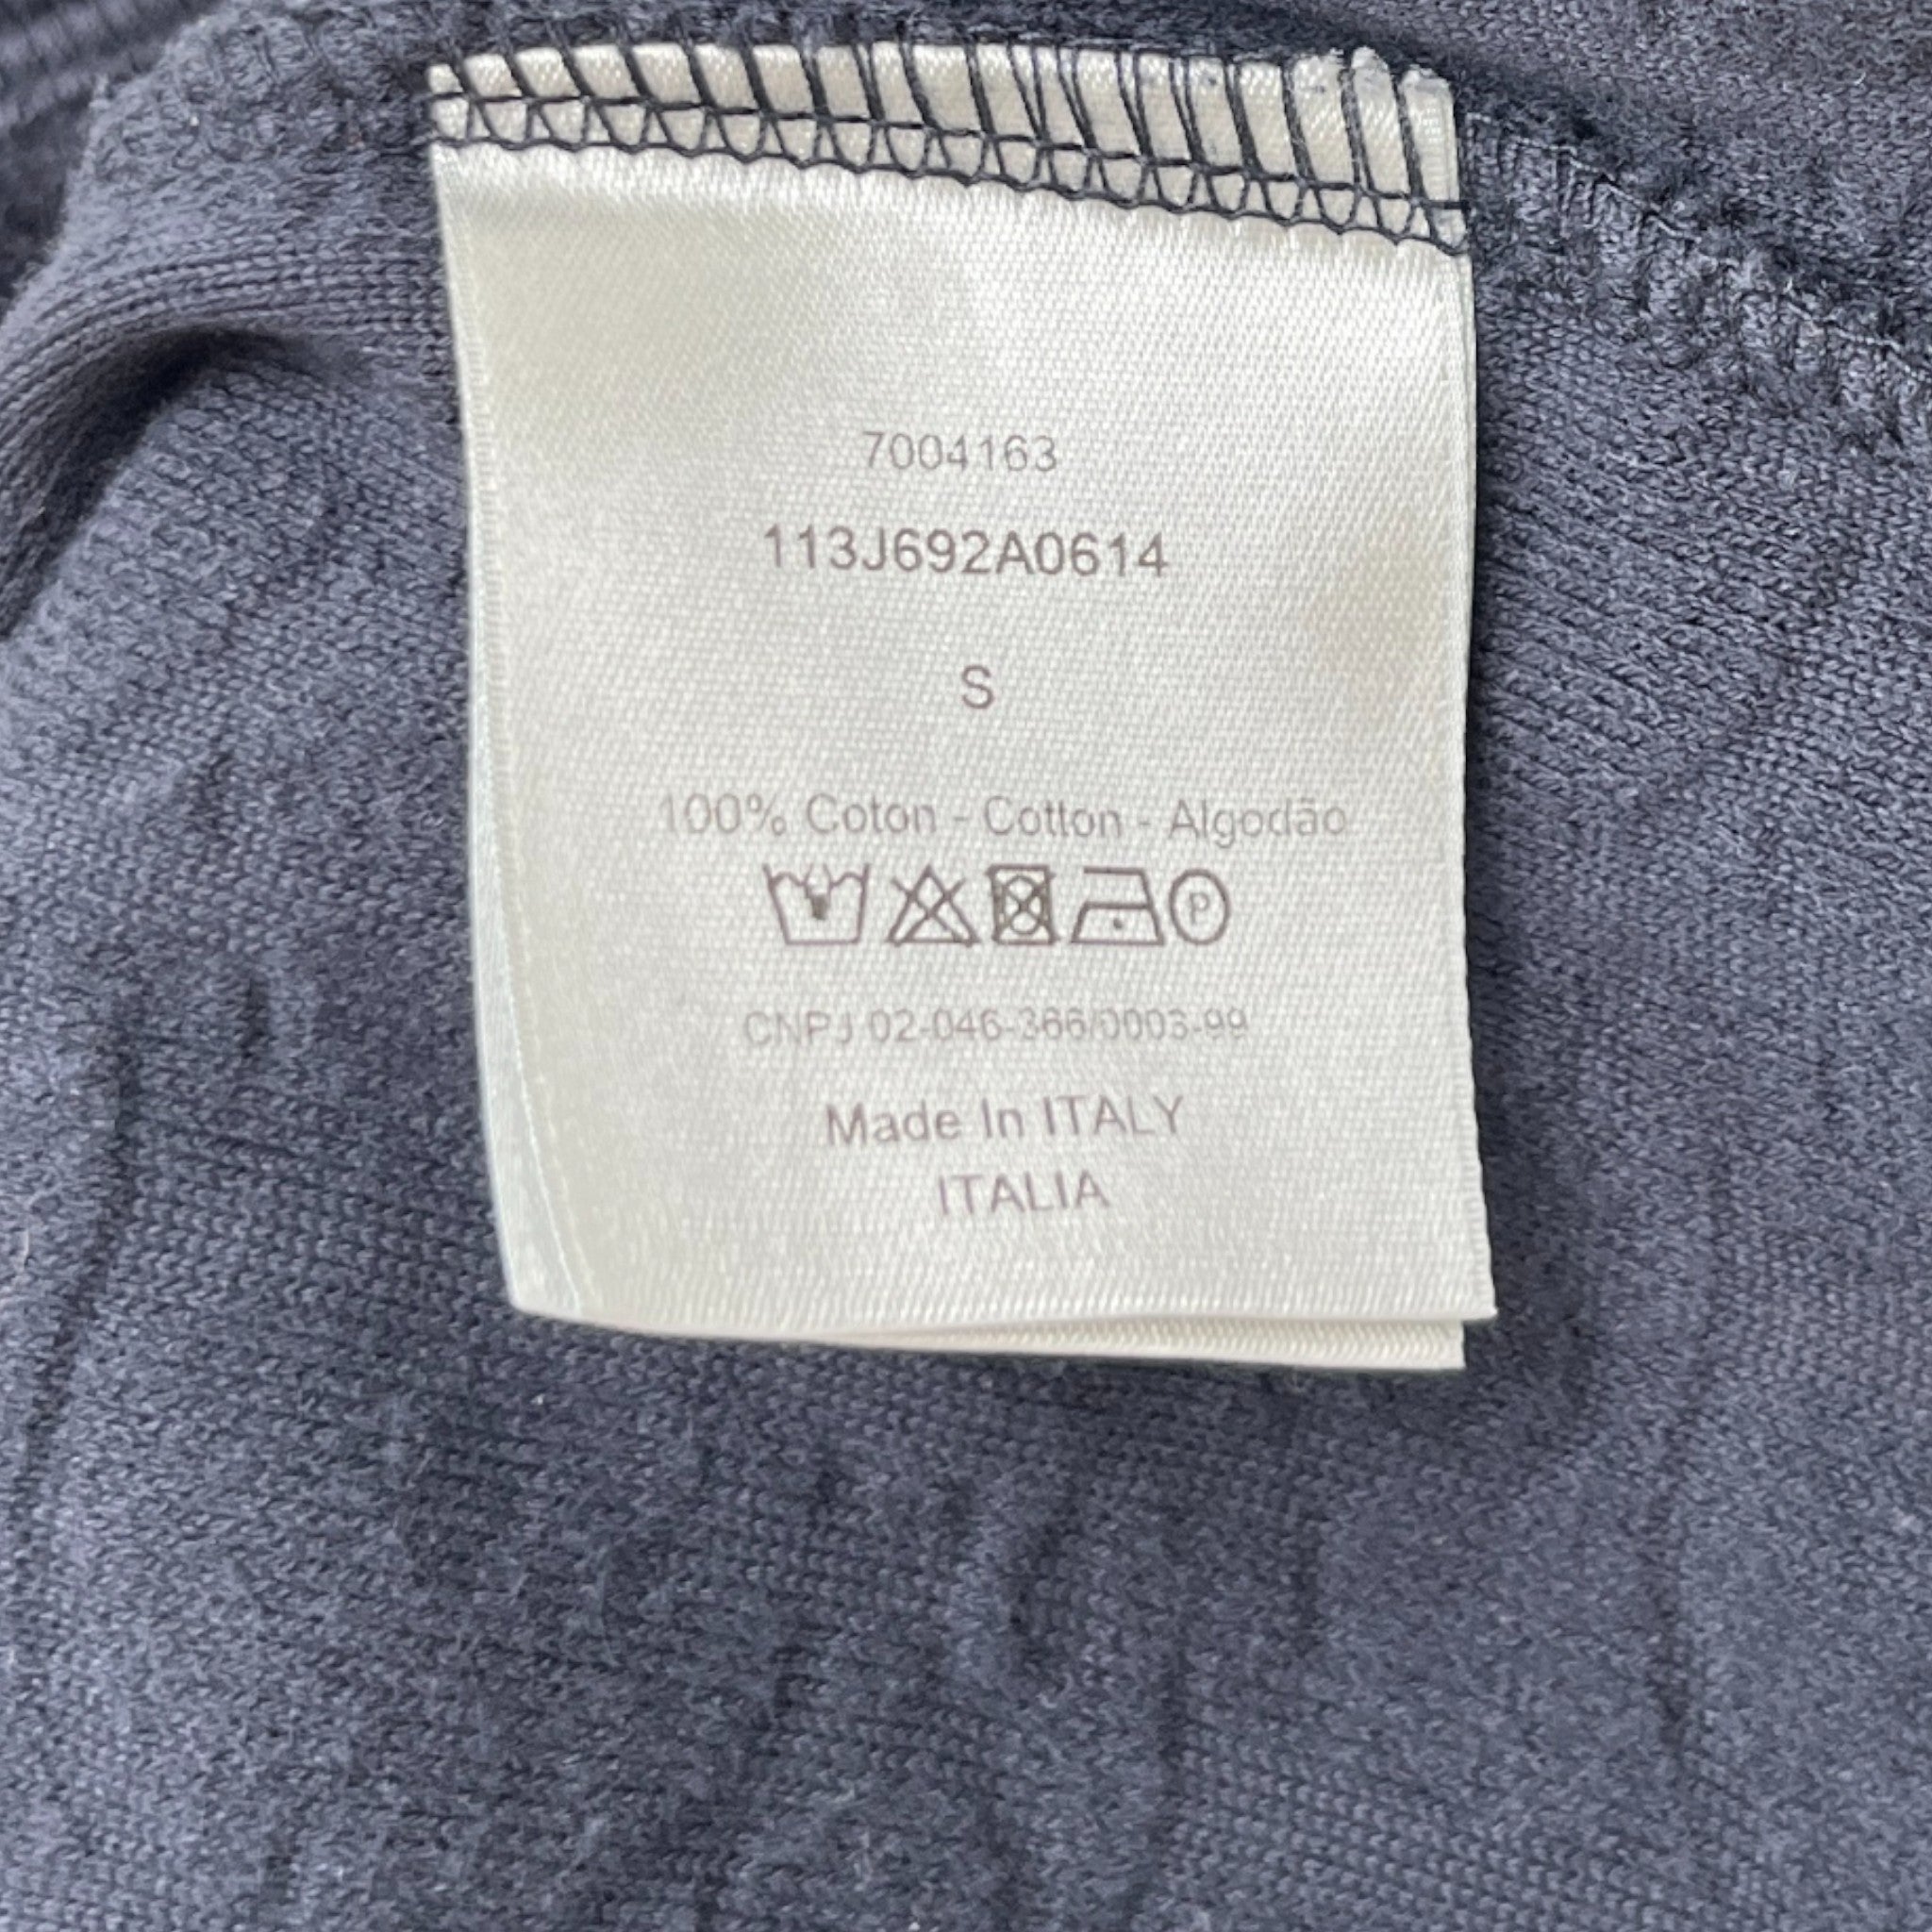 7004163
113J692A0614
S
100% Coton - Cotton - Algodão
P
CNPJ 02-046-366/0003-99
Made In ITALY
ITALIA